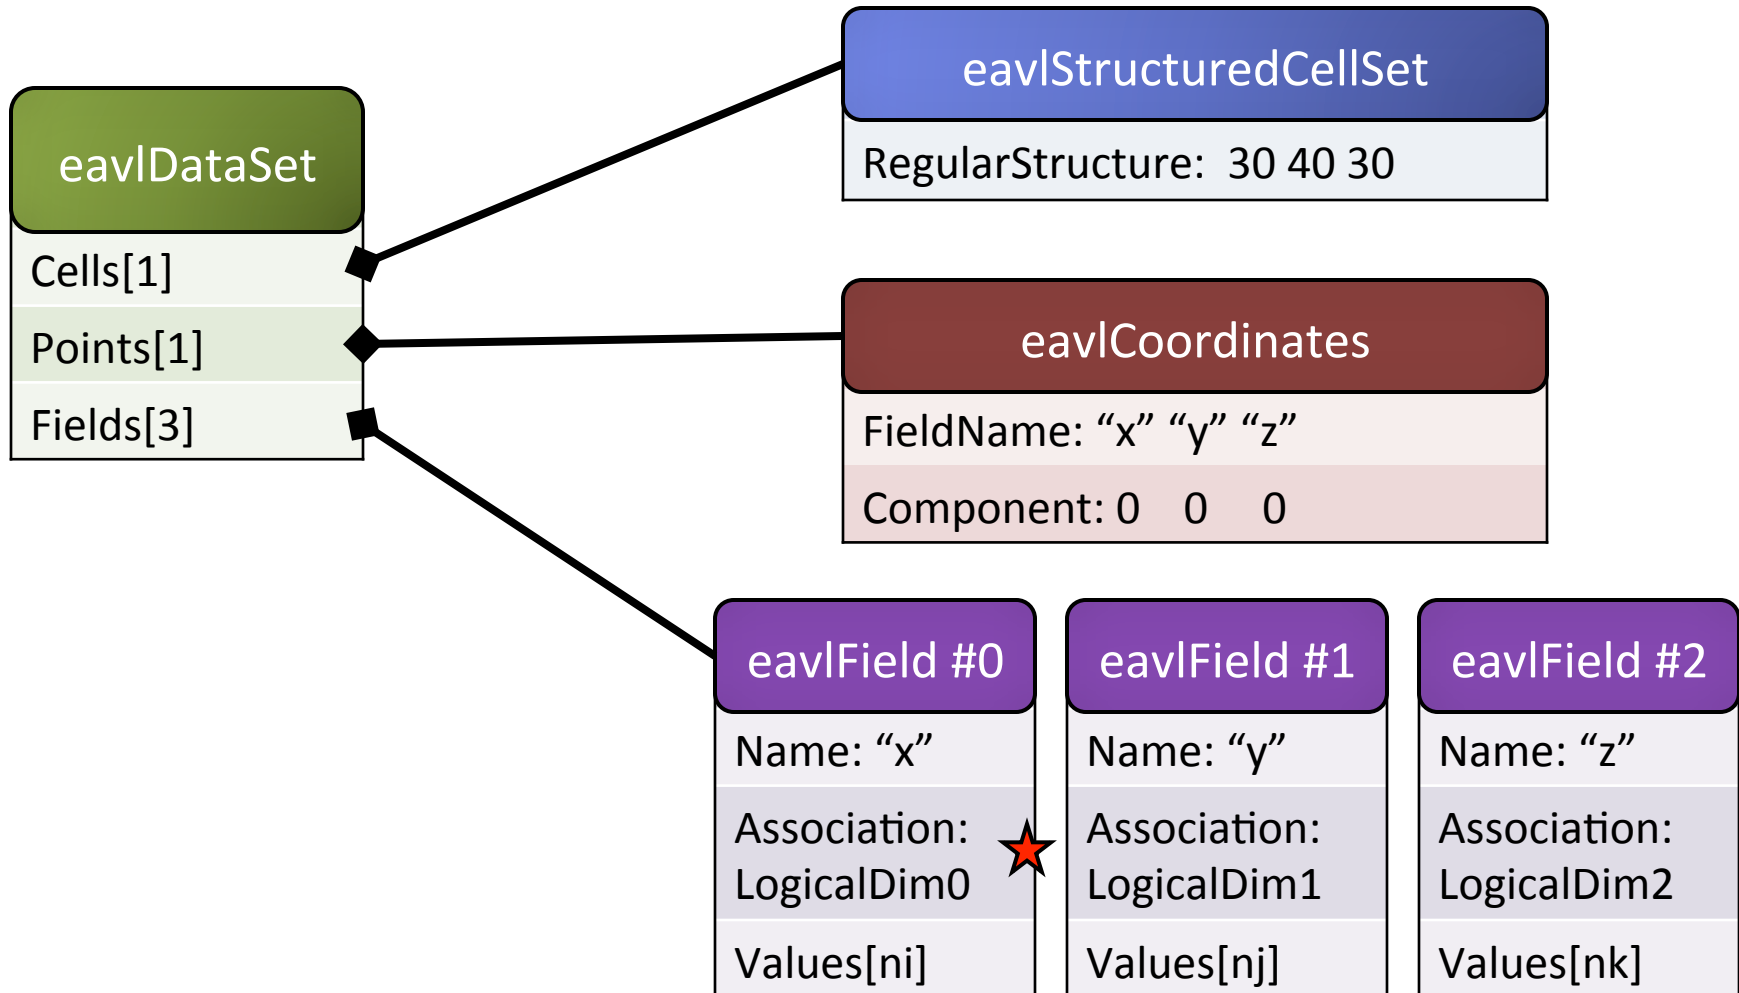 eavlDataSet
Cells[1]
Points[1]
Fields[3]
eavlStructuredCellSet
RegularStructure:  30 40 30
eavlCoordinates
FieldName: “x” “y” “z”
Component: 0 0 0
eavlField #0
Name: “x”
Association:
LogicalDim0
Values[ni]
eavlField #1
Name: “y”
Association:
LogicalDim1
Values[nj]
eavlField #2
Name: “z”
Association:
LogicalDim2
Values[nk]